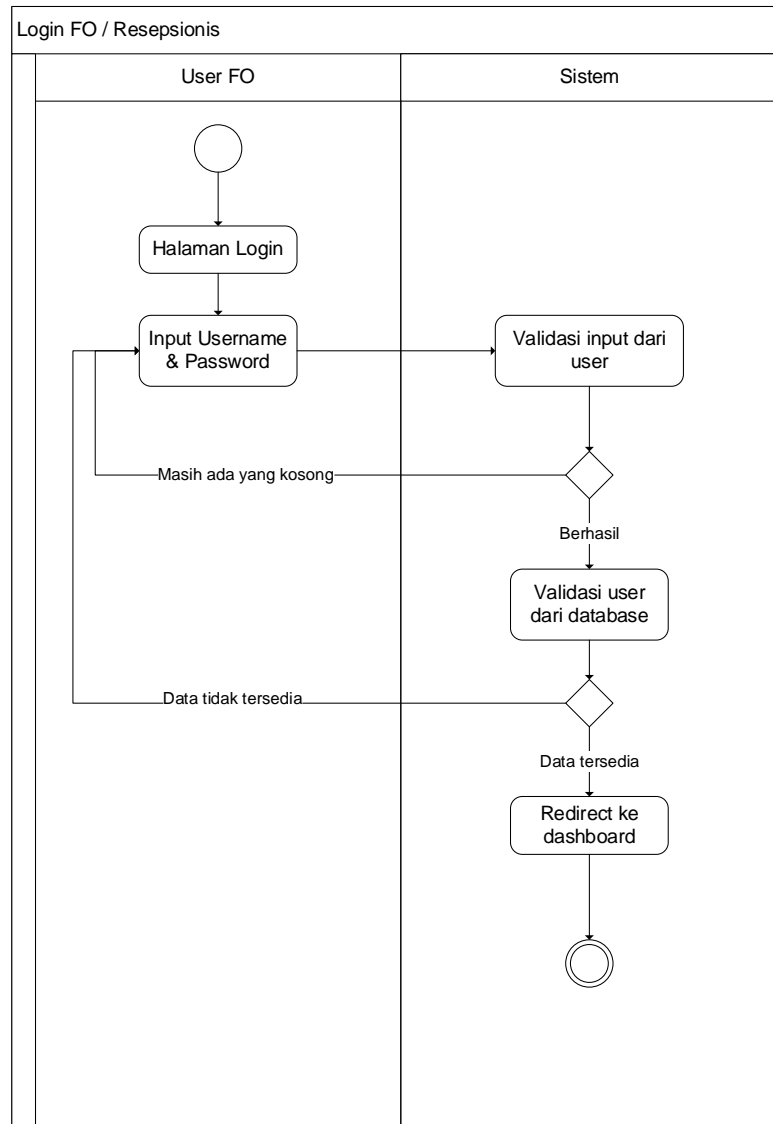 Login FO / Resepsionis
User FO
Sistem
Halaman Login
Input Username
& Password
Validasi input dari
user
Masih ada yang kosong
Berhasil
Validasi user
dari database
Data tidak tersedia
Data tersedia
Redirect ke
dashboard